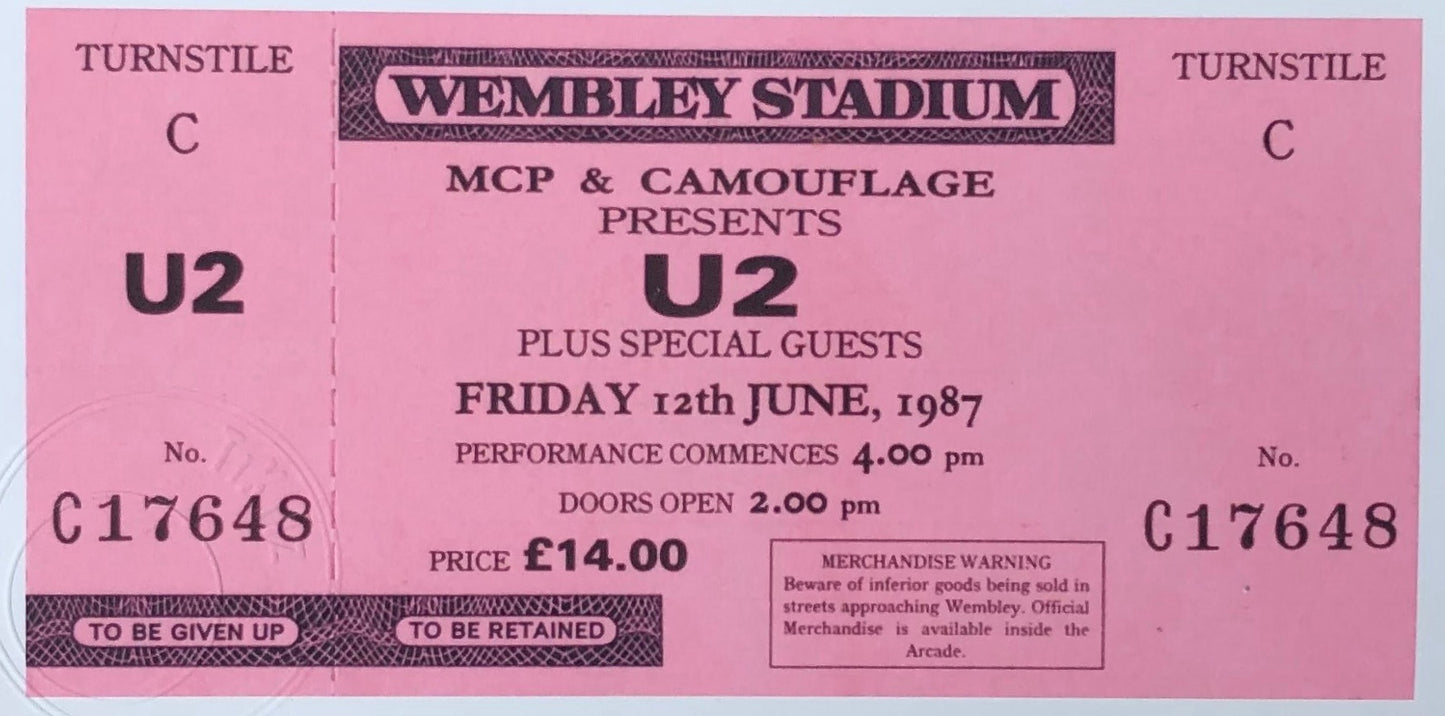 TURNSTILE
C
U2
No.
C17648
TO BE GIVEN UP
WEMBLEY STADIUM
MCP & CAMOUFLAGE
PRESENTS
U2
PLUS SPECIAL GUESTS
FRIDAY 12th JUNE, 1987
PERFORMANCE COMMENCES 4.00 pm
DOORS OPEN 2.00 pm
PRICE £14.00
TO BE RETAINED
MERCHANDISE WARNING
Beware of inferior goods being sold in
streets approaching Wembley. Official
Merchandise is available inside the
Arcade.
TURNSTILE
C
No.
C17648